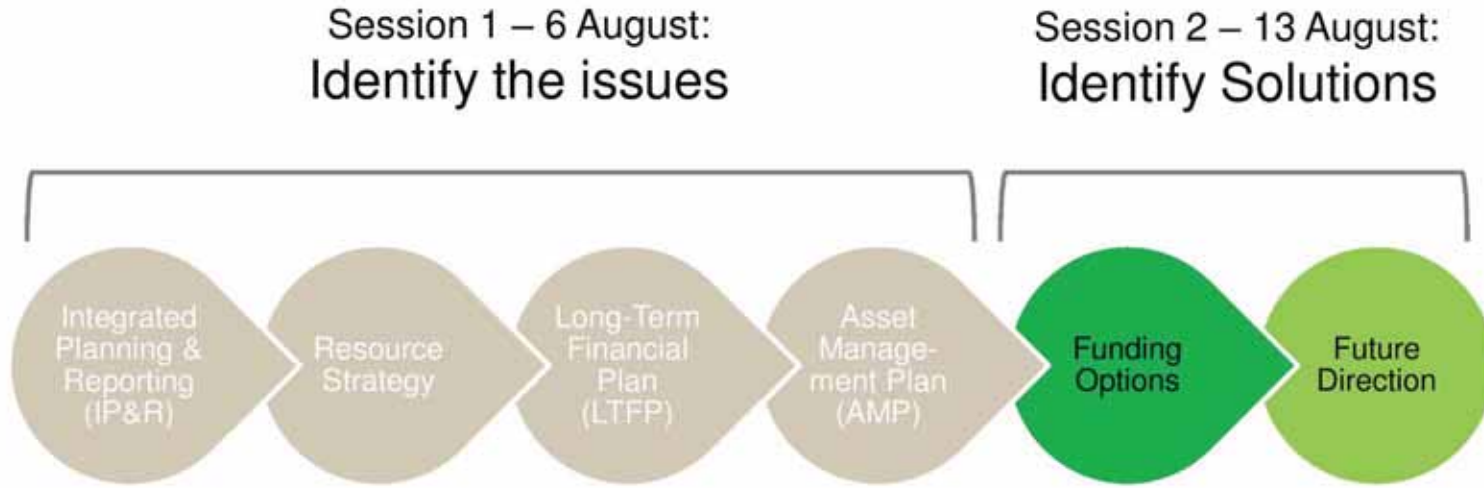 Session 1 – 6 August:
Identify the issues
Session 2 – 13 August:
Identify Solutions
Integrated
Planning &
Reporting
(IP&R)
Resource
Strategy
Long-Term
Financial
Plan
(LTFP)
Asset
Manage-
ment Plan
(AMP)
Funding
Options
Future
Direction